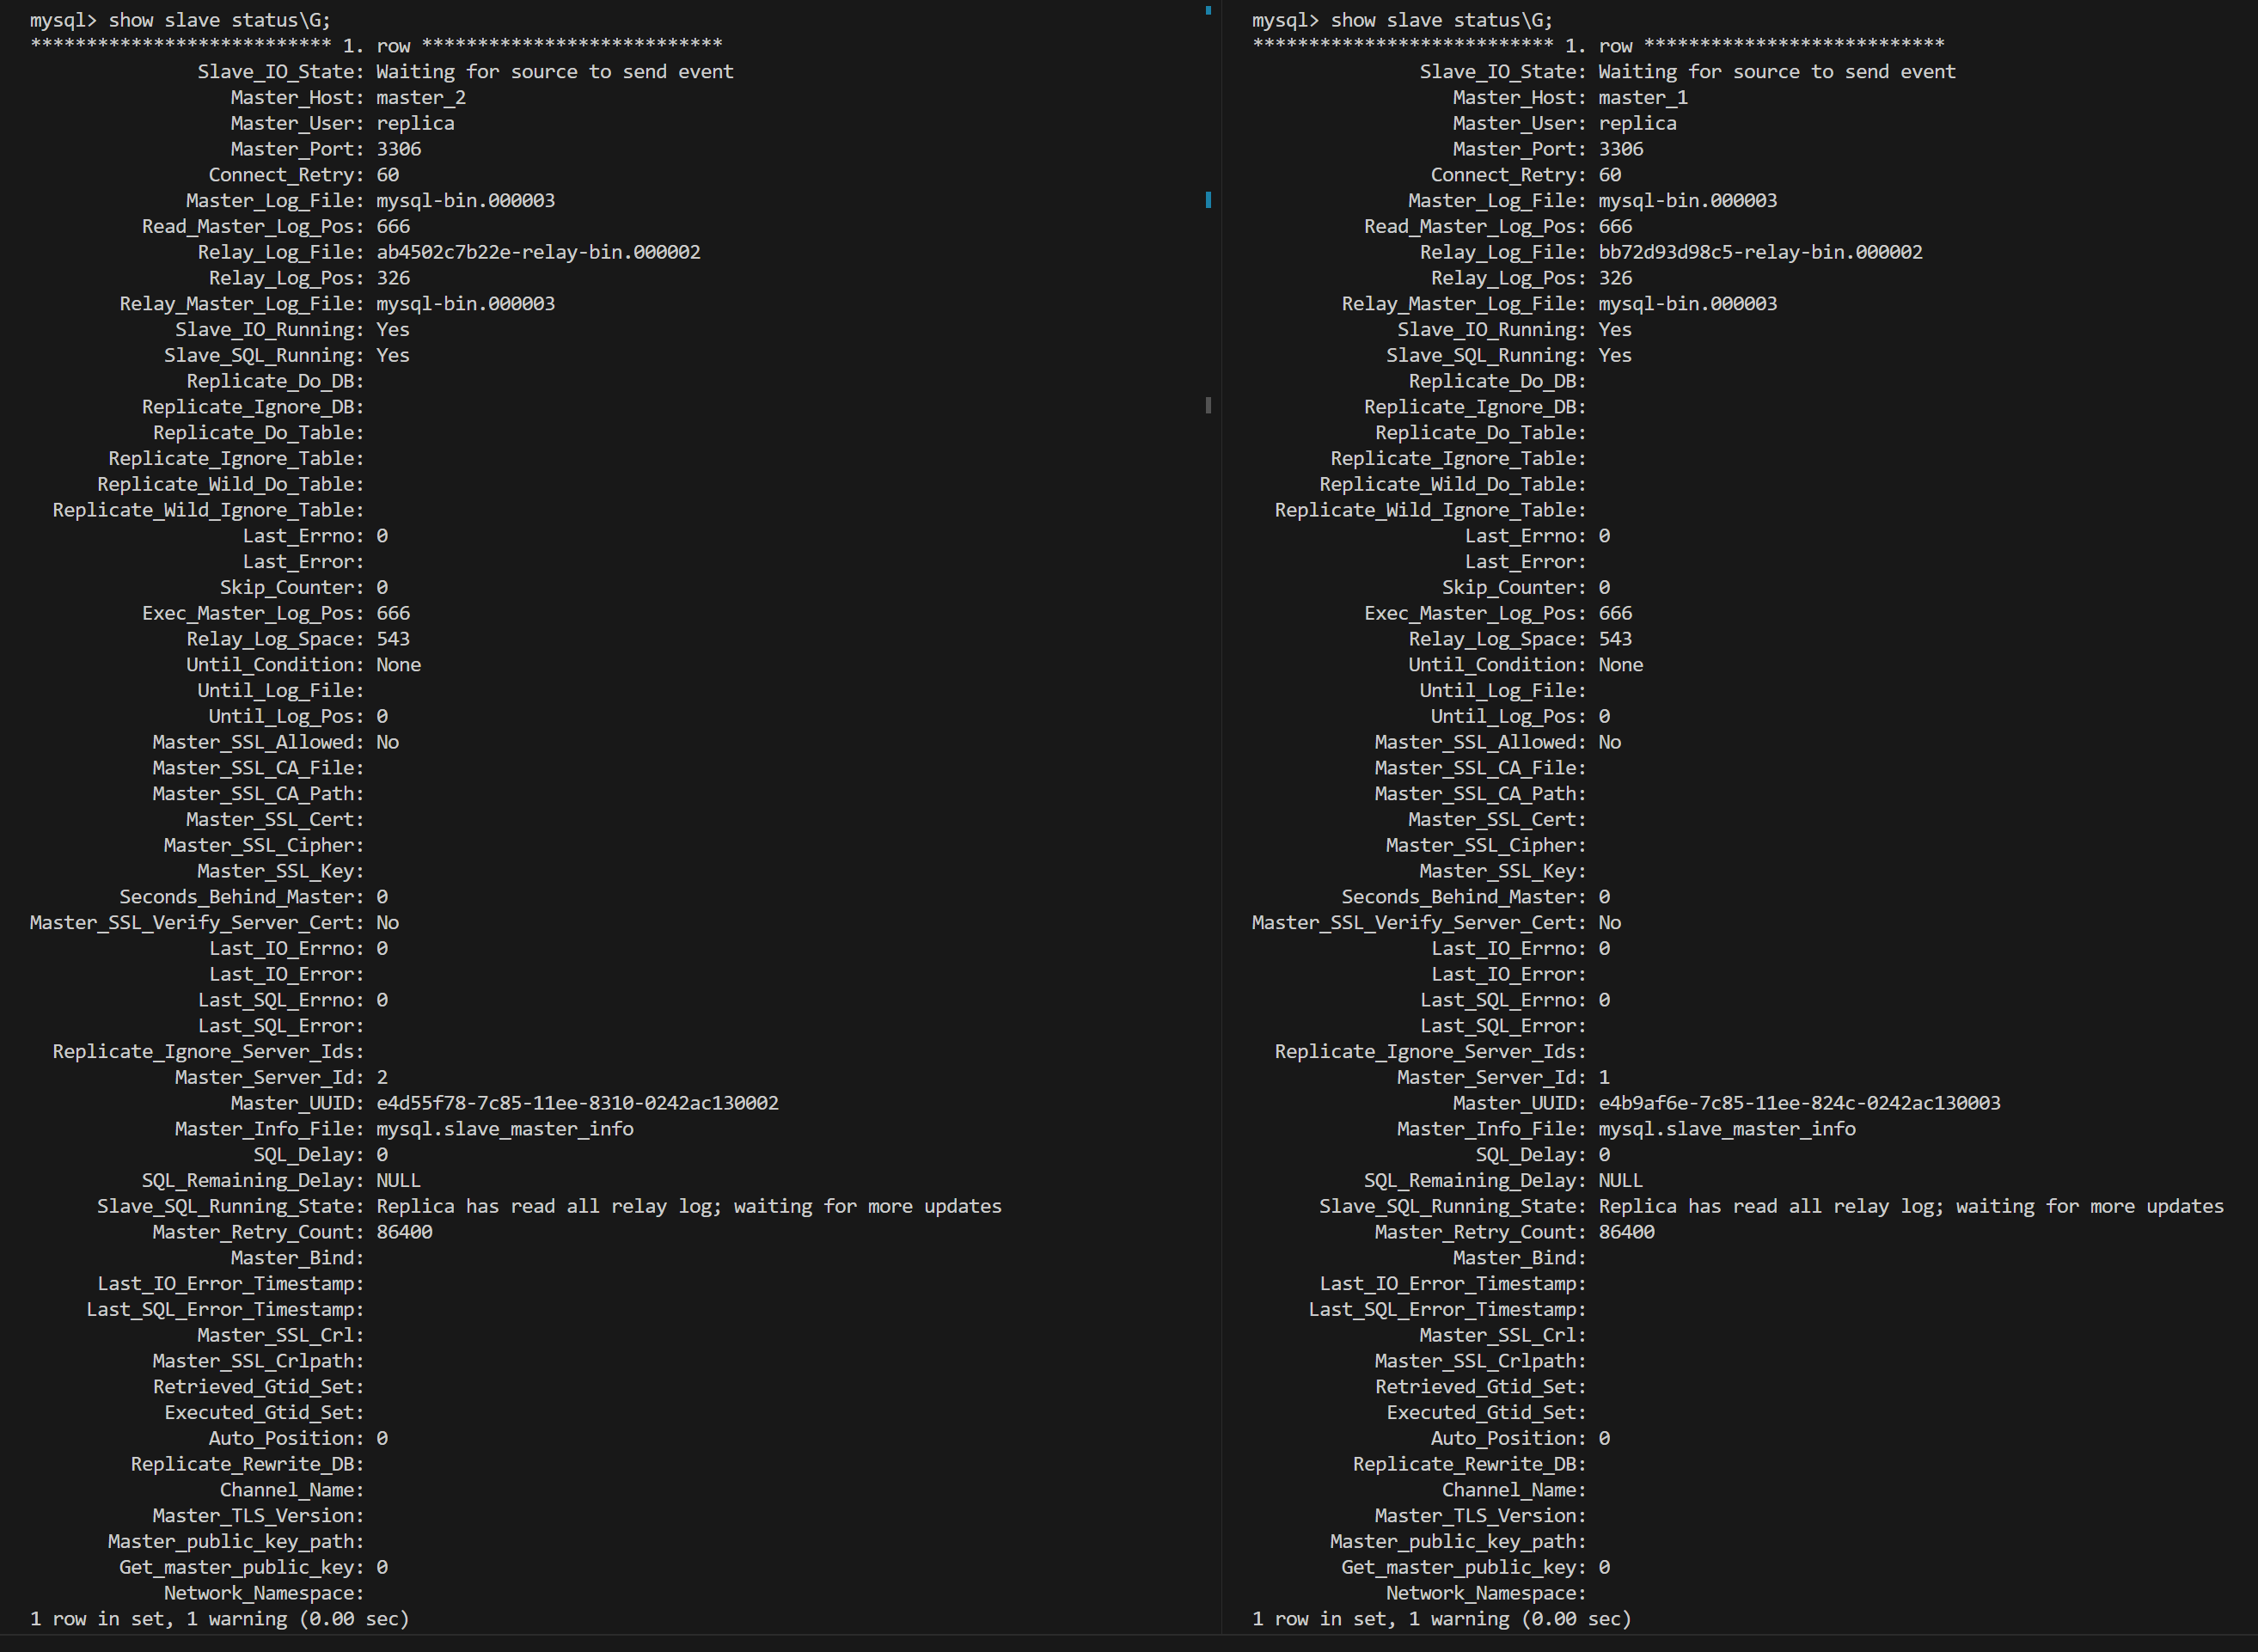 mysql> show slave status\G;
*************************** 1. row ***************************
Slave_IO_State: Waiting for source to send event
Master_Host: master_2
Master_User: replica
Master_Port: 3306
Connect_Retry: 60
Master_Log_File: mysql-bin.000003
Read_Master_Log_Pos: 666
Relay_Log_File: ab4502c7b22e-relay-bin.000002
Relay_Log_Pos: 326
Relay_Master_Log_File: mysql-bin.000003
Slave_IO_Running: Yes
Slave_SQL_Running: Yes
Replicate_Do_DB:
Replicate_Ignore_DB:
Replicate_Do_Table:
Replicate_Ignore_Table:
Replicate_Wild_Do_Table:
Replicate_Wild_Ignore_Table:
Last_Errno: 0
Last_Error:
Skip_Counter: 0
Exec_Master_Log_Pos: 666
Relay_Log_Space: 543
Until_Condition: None
Until_Log_File:
Until_Log_Pos: 0
Master_SSL_Allowed: No
Master_SSL_CA_File:
Master_SSL_CA_Path:
Master_SSL_Cert:
Master_SSL_Cipher:
Master_SSL_Key:
Seconds_Behind_Master: 0
Master_SSL_Verify_Server_Cert: No
Last_IO_Errno: 0
Last_IO_Error:
Last_SQL_Errno: 0
Last_SQL_Error:
Replicate_Ignore_Server_Ids:
Master_Server_Id: 2
Master_UUID: e4d55f78-7c85-11ee-8310-0242ac130002
Master_Info_File: mysql.slave_master_info
SQL_Delay: 0
SQL_Remaining_Delay: NULL
Slave_SQL_Running_State: Replica has read all relay log; waiting for more updates
Master_Retry_Count: 86400
Master_Bind:
Last_IO_Error_Timestamp:
Last_SQL_Error_Timestamp:
Master_SSL_Crl:
Master_SSL_Crlpath:
Retrieved_Gtid_Set:
Executed_Gtid_Set:
Auto_Position: 0
Replicate_Rewrite_DB:
Channel_Name:
Master_TLS_Version:
Master_public_key_path:
Get_master_public_key: 0
Network_Namespace:
1 row in set, 1 warning (0.00 sec)
mysql> show slave status\G;
*************************** 1. row ***************************
Slave_IO_State: Waiting for source to send event
Master_Host: master_1
Master_User: replica
Master_Port: 3306
Connect_Retry: 60
Master_Log_File: mysql-bin.000003
Read_Master_Log_Pos: 666
Relay_Log_File: bb72d93d98c5-relay-bin.000002
Relay_Log_Pos: 326
Relay_Master_Log_File: mysql-bin.000003
Slave_IO_Running: Yes
Slave_SQL_Running: Yes
Replicate_Do_DB:
Replicate_Ignore_DB:
Replicate_Do_Table:
Replicate_Ignore_Table:
Replicate_Wild_Do_Table:
Replicate_Wild_Ignore_Table:
Last_Errno: 0
Last_Error:
Skip_Counter: 0
Exec_Master_Log_Pos: 666
Relay_Log_Space: 543
Until_Condition: None
Until_Log_File:
Until_Log_Pos: 0
Master_SSL_Allowed: No
Master_SSL_CA_File:
Master_SSL_CA_Path:
Master_SSL_Cert:
Master_SSL_Cipher:
Master_SSL_Key:
Seconds_Behind_Master: 0
Master_SSL_Verify_Server_Cert: No
Last_IO_Errno: 0
Last_IO_Error:
Last_SQL_Errno: 0
Last_SQL_Error:
Replicate_Ignore_Server_Ids:
Master_Server_Id: 1
Master_UUID: e4b9af6e-7c85-11ee-824c-0242ac130003
Master_Info_File: mysql.slave_master_info
SQL_Delay: 0
SQL_Remaining_Delay: NULL
Slave_SQL_Running_State: Replica has read all relay log; waiting for more updates
Master_Retry_Count: 86400
Master_Bind:
Last_IO_Error_Timestamp:
Last_SQL_Error_Timestamp:
Master_SSL_Crl:
Master_SSL_Crlpath:
Retrieved_Gtid_Set:
Executed_Gtid_Set:
Auto_Position: 0
Replicate_Rewrite_DB:
Channel_Name:
Master_TLS_Version:
Master_public_key_path:
Get_master_public_key: 0
Network_Namespace:
1 row in set, 1 warning (0.00 sec)